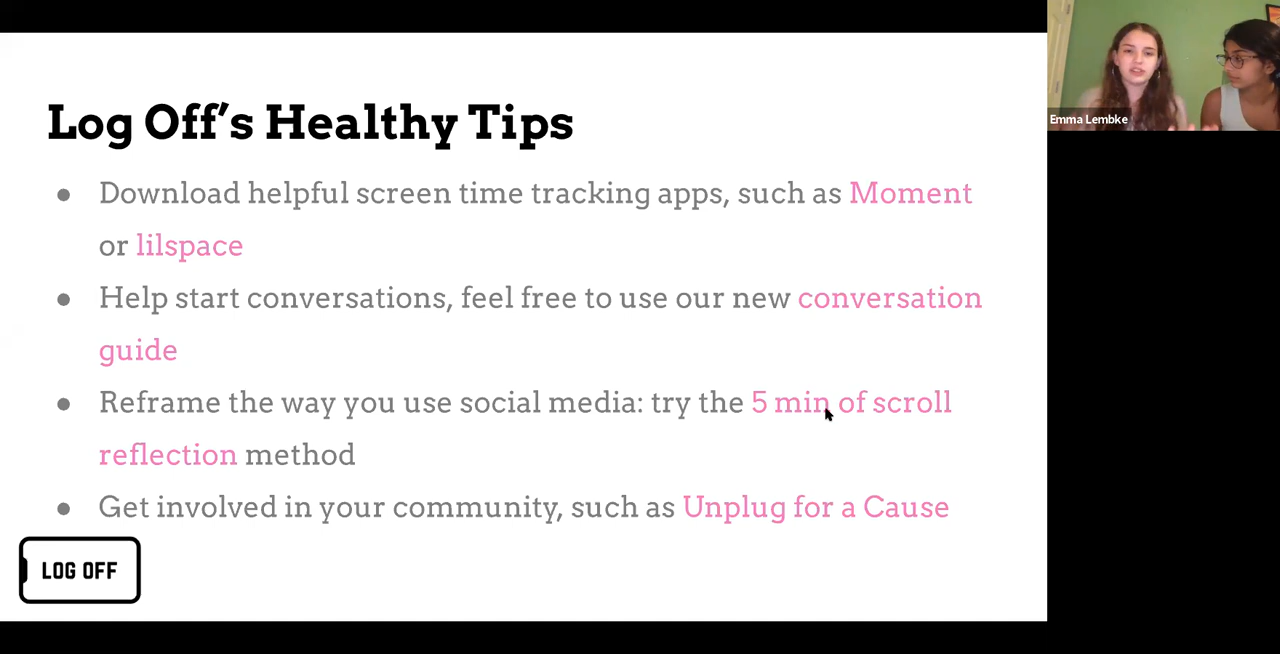 Log Off's Healthy Tips
● Download helpful screen time tracking apps, such as Moment
or lilspace
● Help start conversations, feel free to use our new conversation
guide
● Reframe the way you use social media: try the 5 min of scroll
reflection method
● Get involved in your community, such as Unplug for a Cause
LOG OFF
Emma Lembke